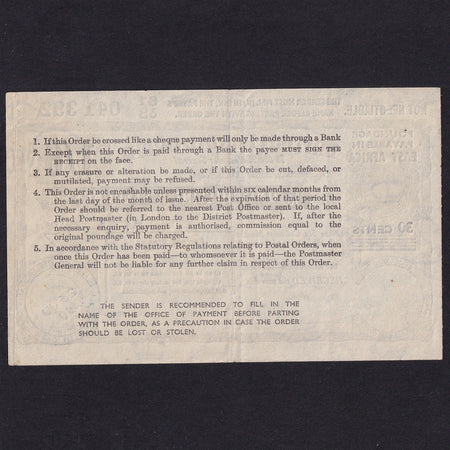 1. If this Order be crossed like a cheque payment will only be made through a Bank
2. Except when this Order is paid through a Bank the payee MUST SIGN THE
RECEIPT on the face.
3. If any erasure or alteration be made, or if this Order be cut, defaced, or
mutilated, payment may be refused.
4. This Order is not encashable unless presented within six calendar months from
the last day of the month of issue. After the expiration of that period the
Order should be referred to the nearest Post Office or sent to the local
Head Postmaster (in London to the District Postmaster). If, after the
necessary enquiry, payment is authorised, commission equal to the
original poundage will be charged.
5. In accordance with the Statutory Regulations relating to Postal Orders, when
once this Order has been paid—to whomsoever it is paid—the Postmaster
General will not be liable for any further claim in respect of this Order.
THE SENDER IS RECOMMENDED TO FILL IN THE
NAME OF THE OFFICE OF PAYMENT BEFORE PARTING
WITH THE ORDER, AS A PRECAUTION IN CASE THE ORDER
SHOULD BE LOST OR STOLEN.